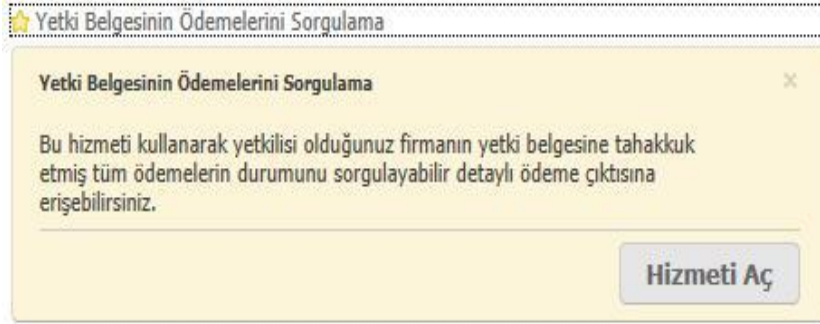 Yetki Belgesinin Ödemelerini Sorgulama
Yetki Belgesinin Ödemelerini Sorgulama
Bu hizmeti kullanarak yetkilisi olduğunuz firmanın yetki belgesine tahakkuk
etmiş tüm ödemelerin durumunu sorgulayabilir detaylı ödeme çıktısına
erişebilirsiniz.
Hizmeti Aç